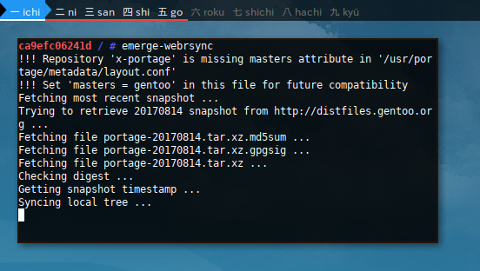 一 ichi 二 ni 三 san 四 shi 五 go 六 roku 七 shichi 八 hachi 九 kyū
ca9efc06241d / # emerge-webrsync
!!! Repository 'x-portage' is missing masters attribute in '/usr/por
tage/metadata/layout.conf'
!!! Set 'masters = gentoo' in this file for future compatibility
Fetching most recent snapshot ...
Trying to retrieve 20170814 snapshot from http://distfiles.gentoo.or
g ...
Fetching file portage-20170814.tar.xz.md5sum ...
Fetching file portage-20170814.tar.xz.gpgsig ...
Fetching file portage-20170814.tar.xz ...
Checking digest ...
Getting snapshot timestamp ...
Syncing local tree ...